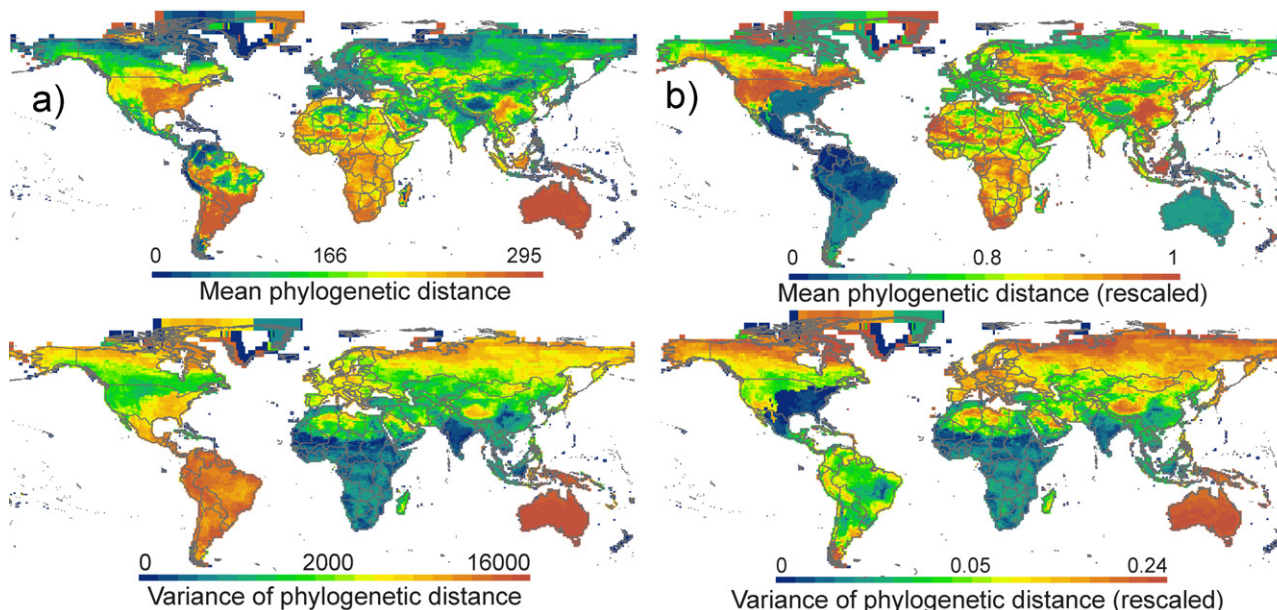 a)
0 166 295
Mean phylogenetic distance
b)
0 0.8 1
Mean phylogenetic distance (rescaled)
0 2000 16000
Variance of phylogenetic distance
0 0.05 0.24
Variance of phylogenetic distance (rescaled)